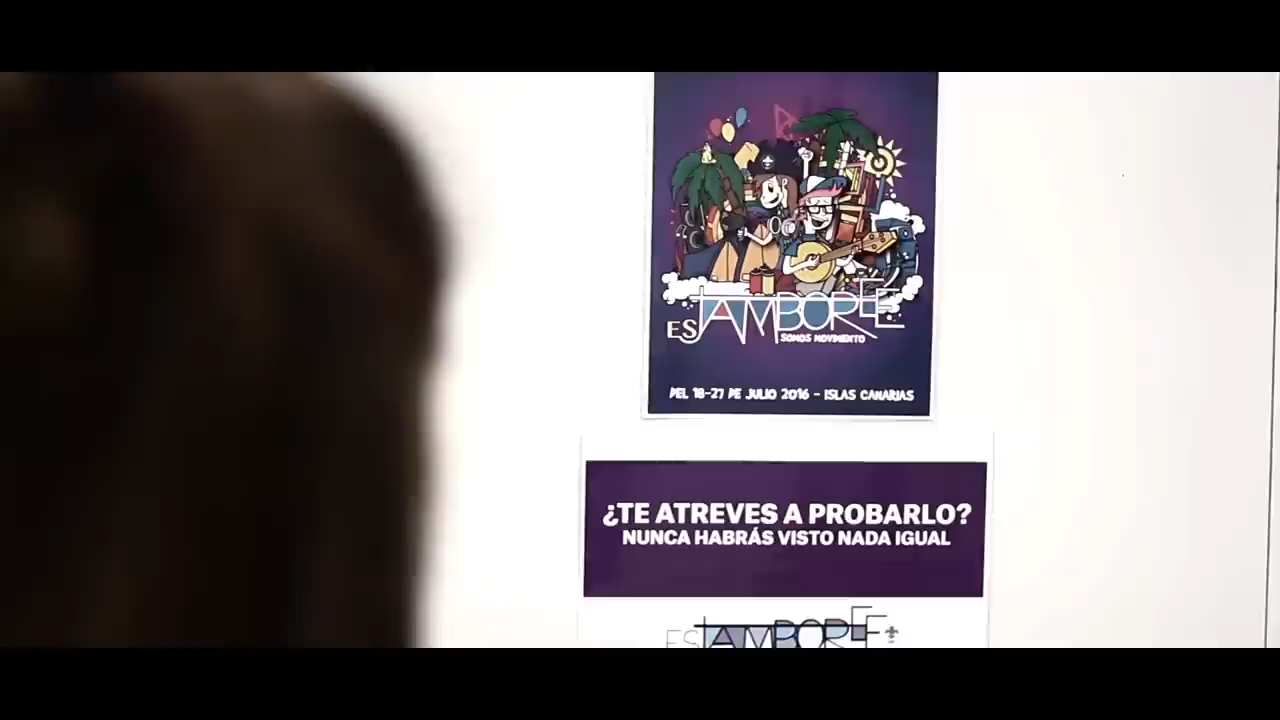 ES JAMBOREE
SOMOS MOVIMIENTO
DEL 18-27 DE JULIO 2016 - ISLAS CANARIAS
¿TE ATREVES A PROBARLO?
NUNCA HABRÁS VISTO NADA IGUAL
ES JAMBOREE